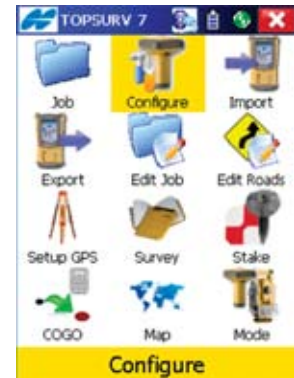 TOPSURV 7
Job
Configure
Import
Export
Edit Job
Edit Roads
Setup GPS
Survey
Stake
COGO
Map
Mode
Configure